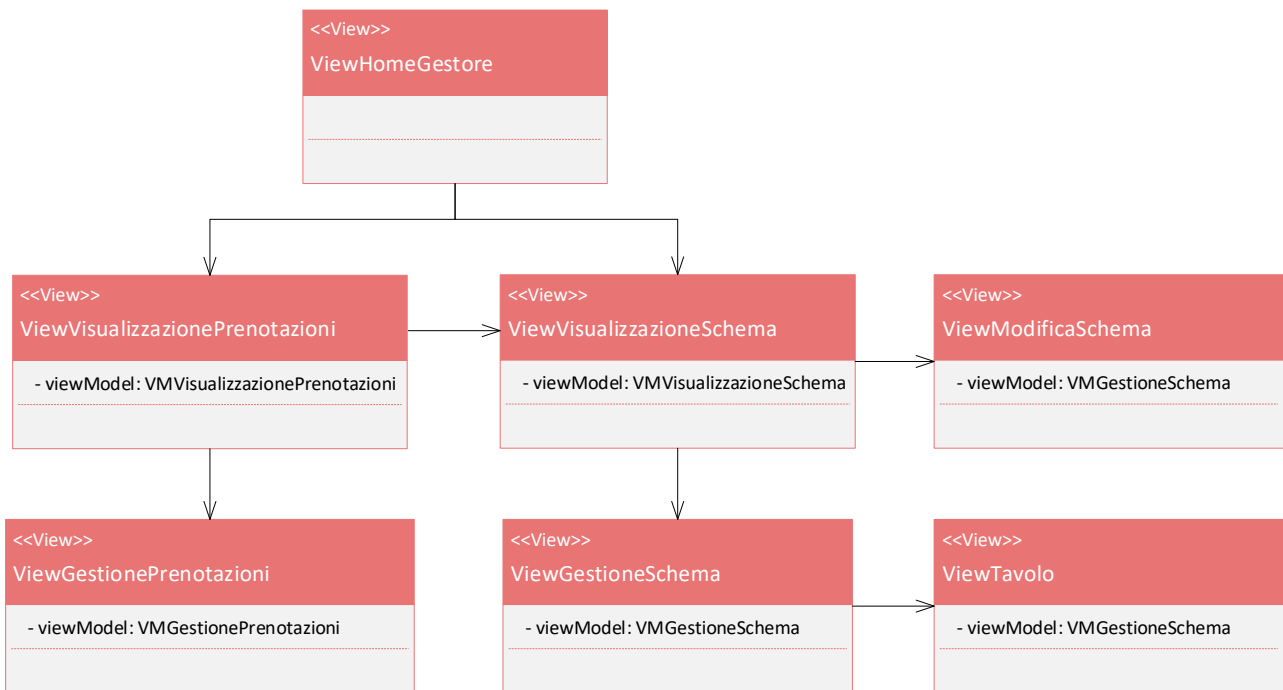 <<View>>
ViewHomeGestore
<<View>>
ViewVisualizzazionePrenotazioni
- viewModel: VMVisualizzazionePrenotazioni
<<View>>
ViewVisualizzazioneSchema
- viewModel: VMVisualizzazioneSchema
<<View>>
ViewModificaSchema
- viewModel: VMGestioneSchema
<<View>>
ViewGestionePrenotazioni
- viewModel: VMGestionePrenotazioni
<<View>>
ViewGestioneSchema
- viewModel: VMGestioneSchema
<<View>>
ViewTavolo
- viewModel: VMGestioneSchema